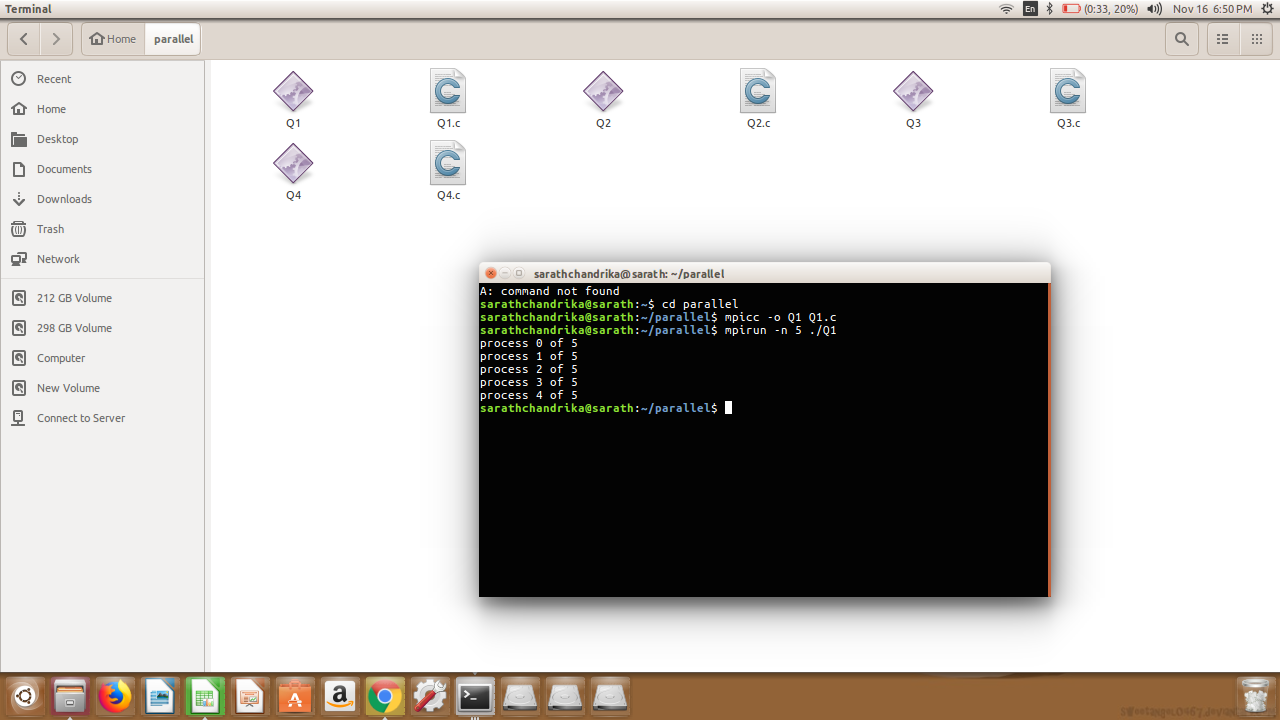 Terminal
En
(0:33, 20%)
Nov 16 6:50 PM
Home
parallel
Recent
Home
Desktop
Documents
Downloads
Trash
Network
212 GB Volume
298 GB Volume
Computer
New Volume
Connect to Server
Q1
Q1.c
Q2
Q2.c
Q3
Q3.c
Q4
Q4.c
sarathchandrika@sarath: ~/parallel
A: command not found
sarathchandrika@sarath:~$ cd parallel
sarathchandrika@sarath:~/parallel$ mpicc -o Q1 Q1.c
sarathchandrika@sarath:~/parallel$ mpirun -n 5 ./Q1
process 0 of 5
process 1 of 5
process 2 of 5
process 3 of 5
process 4 of 5
sarathchandrika@sarath:~/parallel$